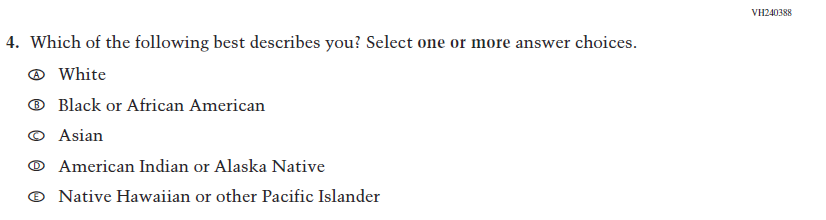 VH240388
4. Which of the following best describes you? Select one or more answer choices.
A White
B Black or African American
C Asian
D American Indian or Alaska Native
E Native Hawaiian or other Pacific Islander